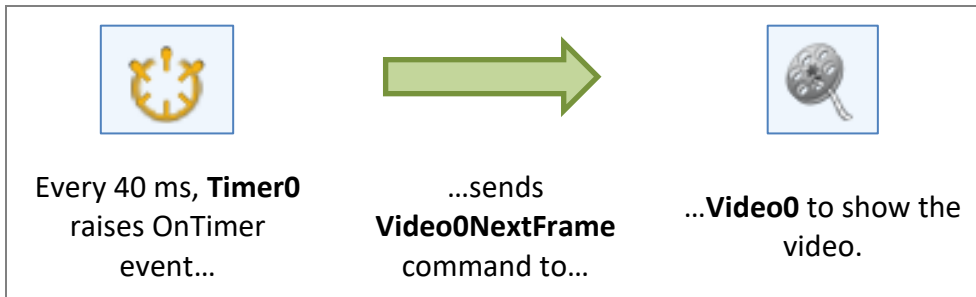 Every 40 ms, Timer0
raises OnTimer
event…
…sends
Video0NextFrame
command to…
…Video0 to show the
video.